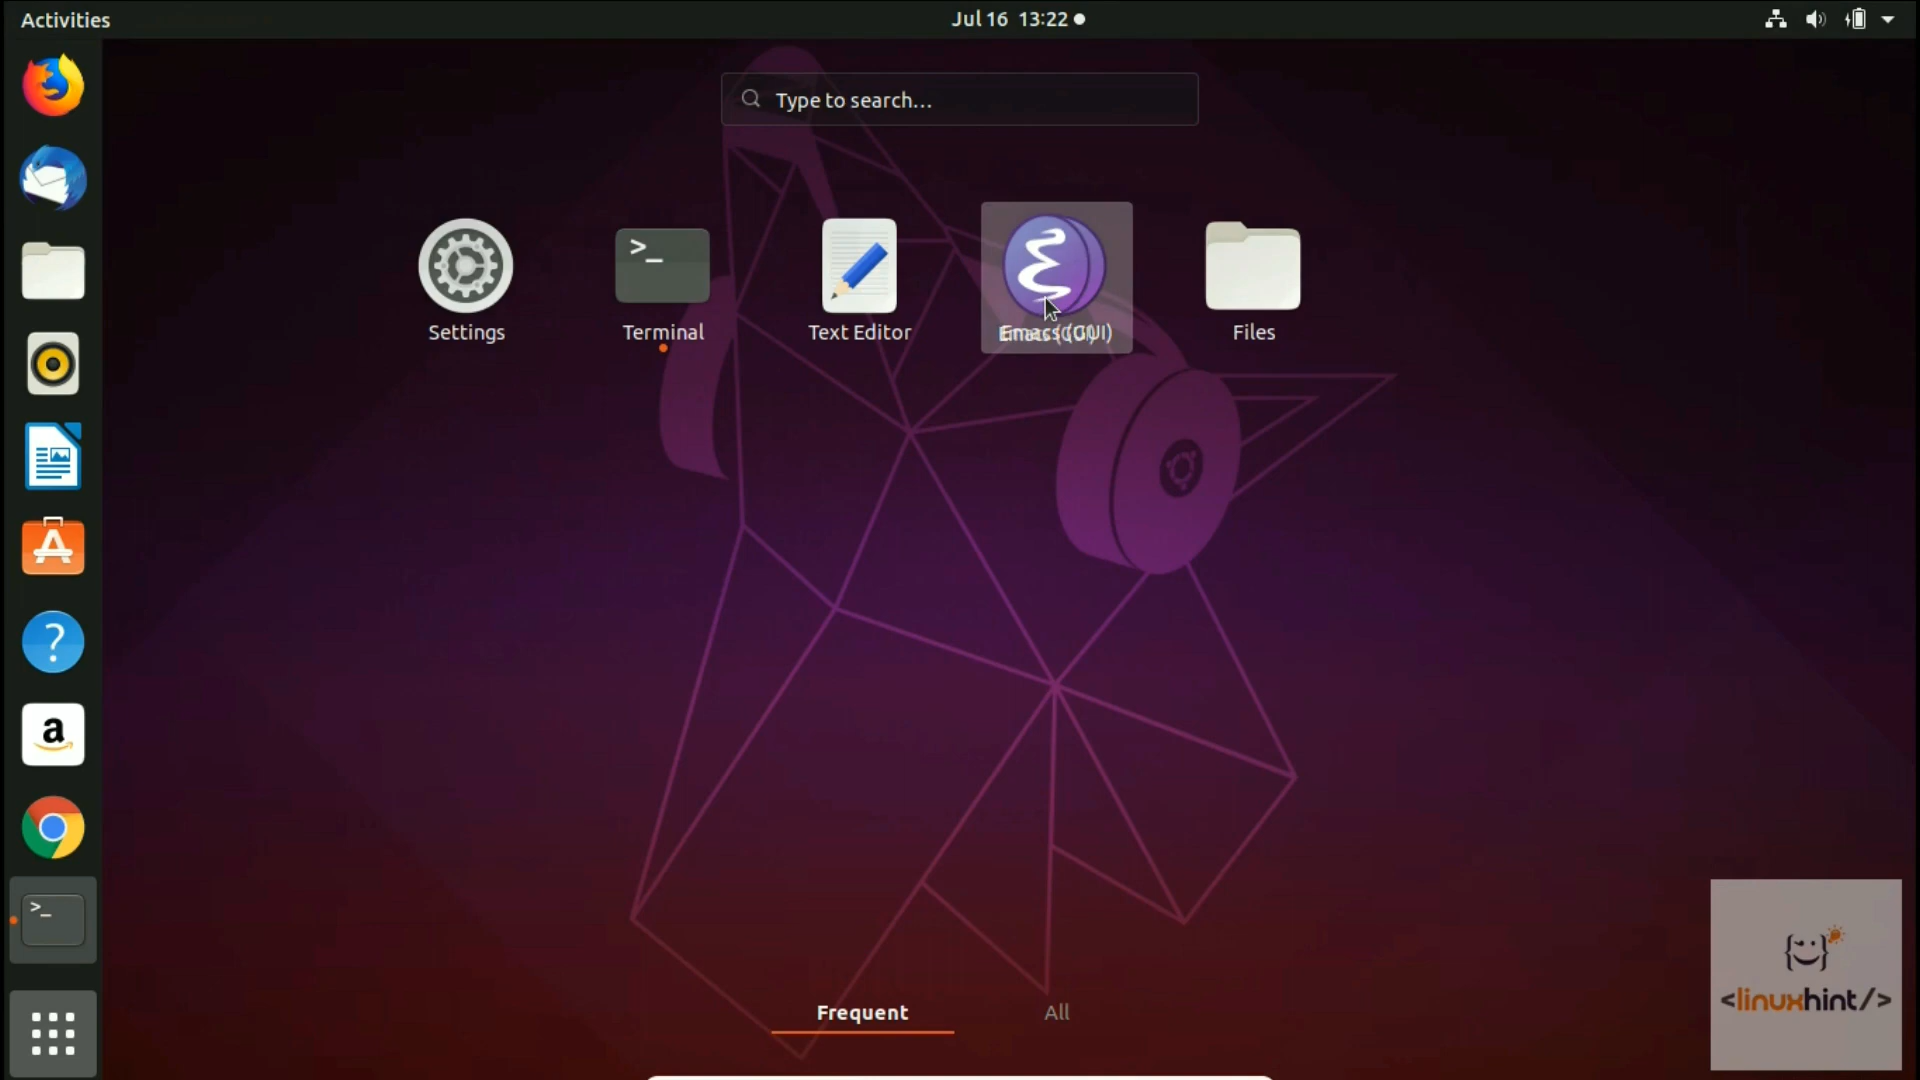 Activities
Jul 16 13:22
Type to search...
>_
Settings
Terminal
Text Editor
Emacs (GUI)
Files
a
?
>_
Frequent
All
<linuxhint/>